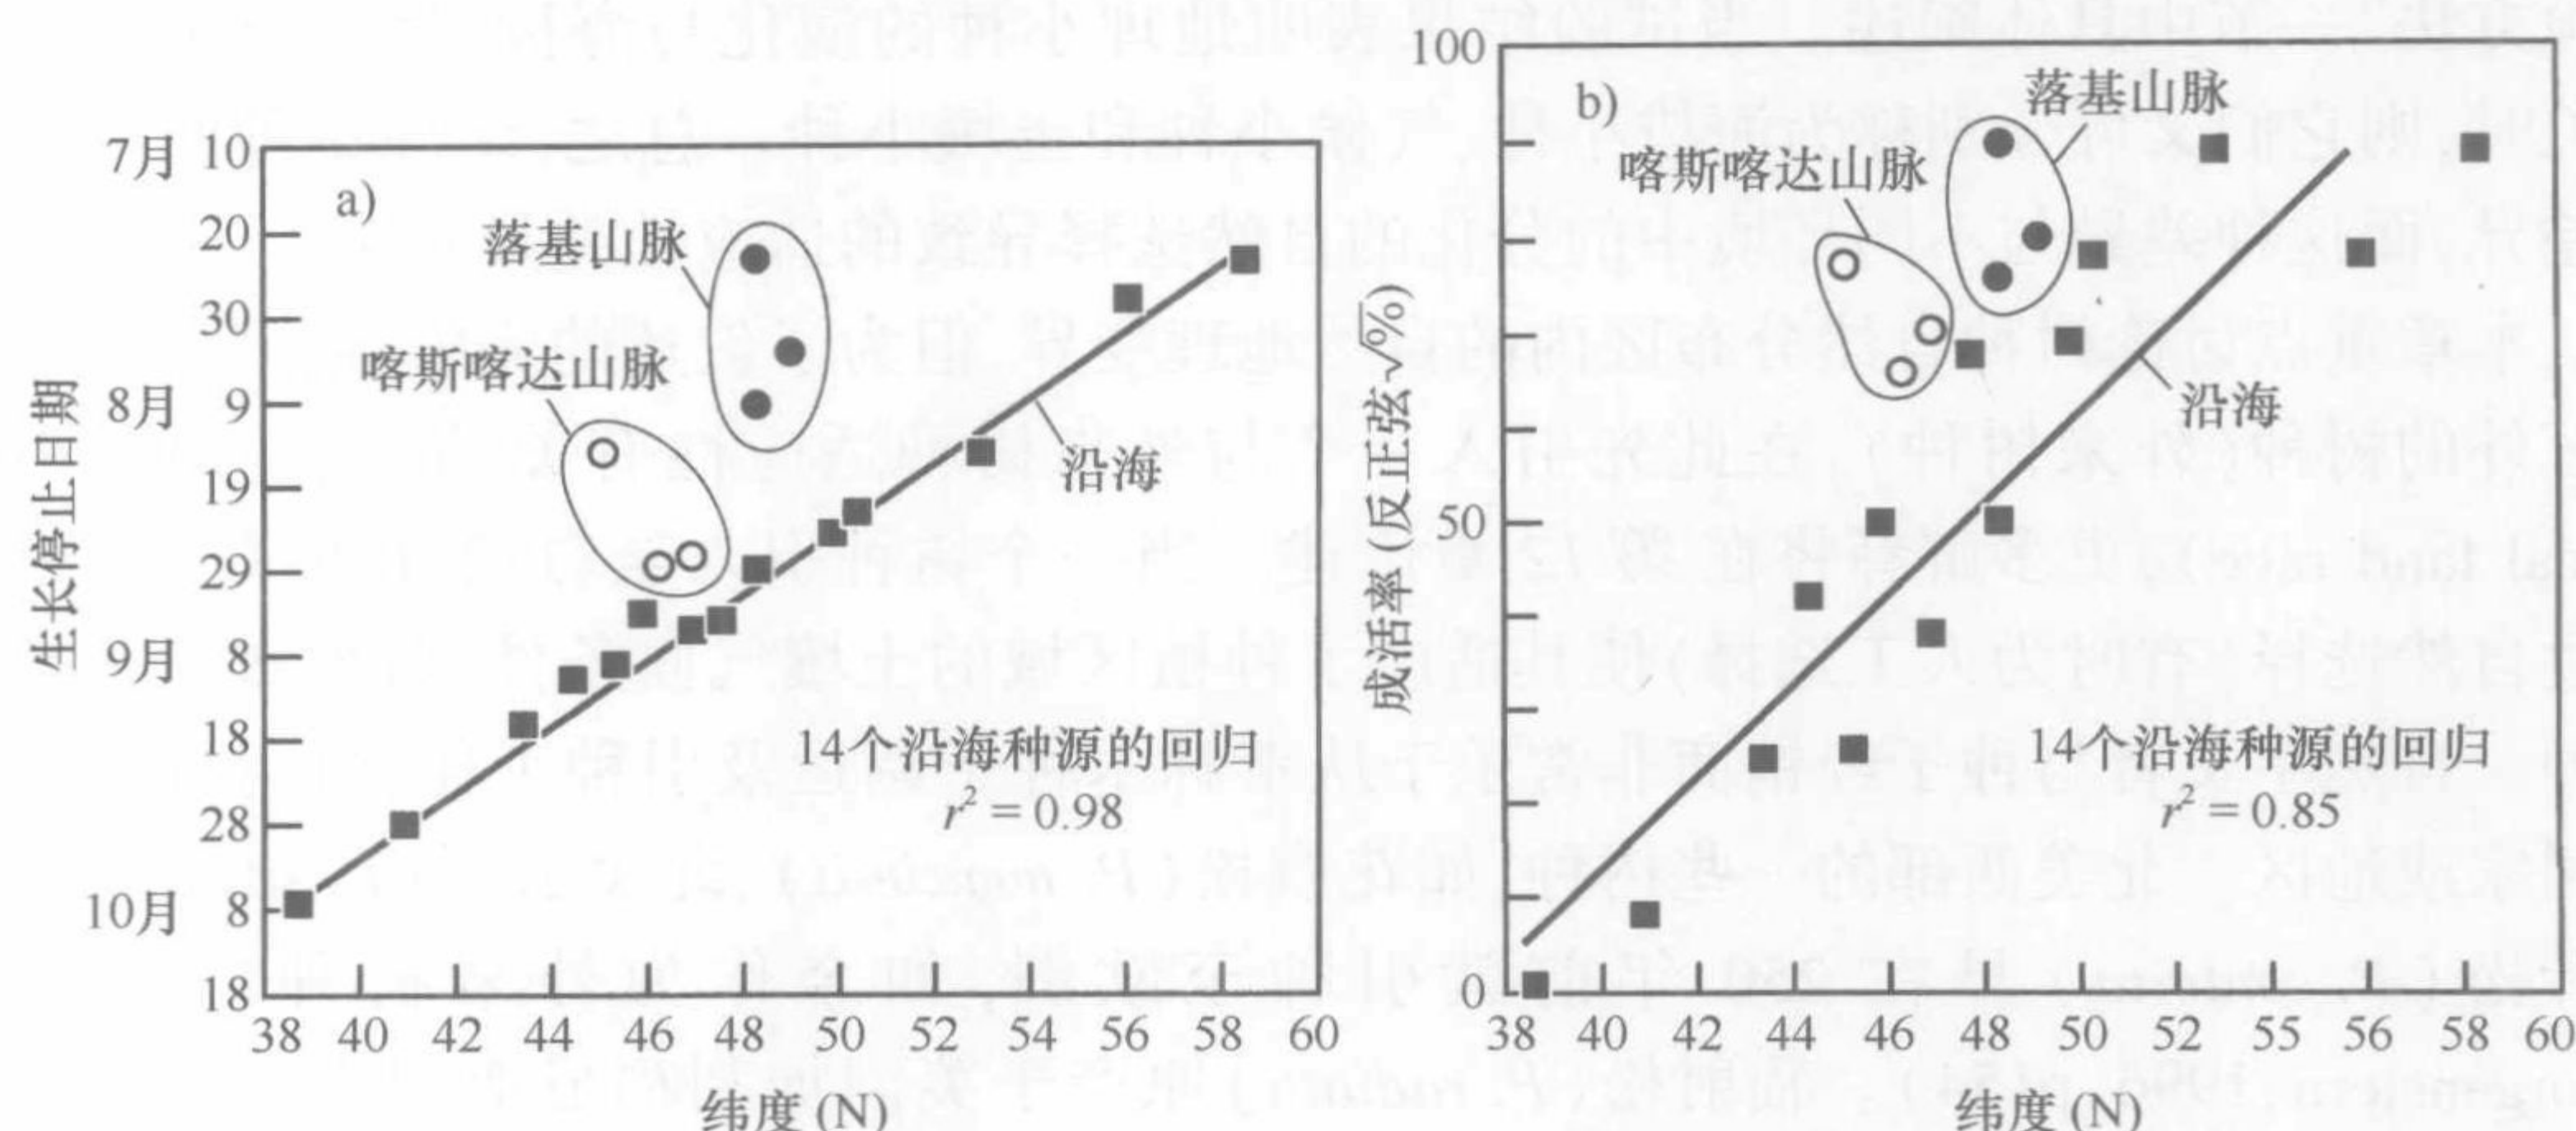 a)
7月 10
20
30
8月 9
19
29
9月 8
18
28
10月 8
18
生长停止日期
落基山脉
喀斯喀达山脉
沿海
14个沿海种源的回归
r² = 0.98
38 40 42 44 46 48 50 52 54 56 58 60
纬度 (N)
b)
100
50
0
成活率 (反正弦√%)
落基山脉
喀斯喀达山脉
沿海
14个沿海种源的回归
r² = 0.85
38 40 42 44 46 48 50 52 55 56 58 60
纬度 (N)